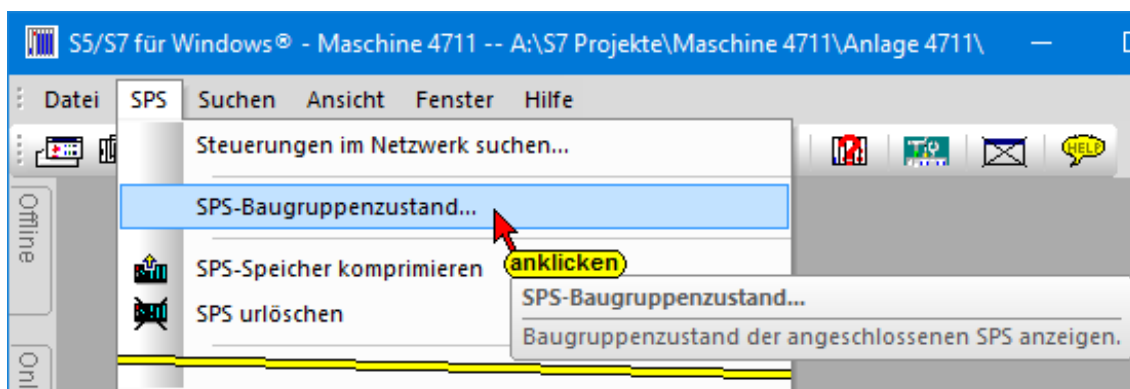 S5/S7 für Windows® - Maschine 4711 -- A:\S7 Projekte\Maschine 4711\Anlage 4711\
Datei SPS Suchen Ansicht Fenster Hilfe
Steuerungen im Netzwerk suchen...
HELP
Offline
SPS-Baugruppenzustand...
anklicken
SPS-Speicher komprimieren
SPS-Baugruppenzustand...
SPS urlöschen
Baugruppenzustand der angeschlossenen SPS anzeigen.
Onl